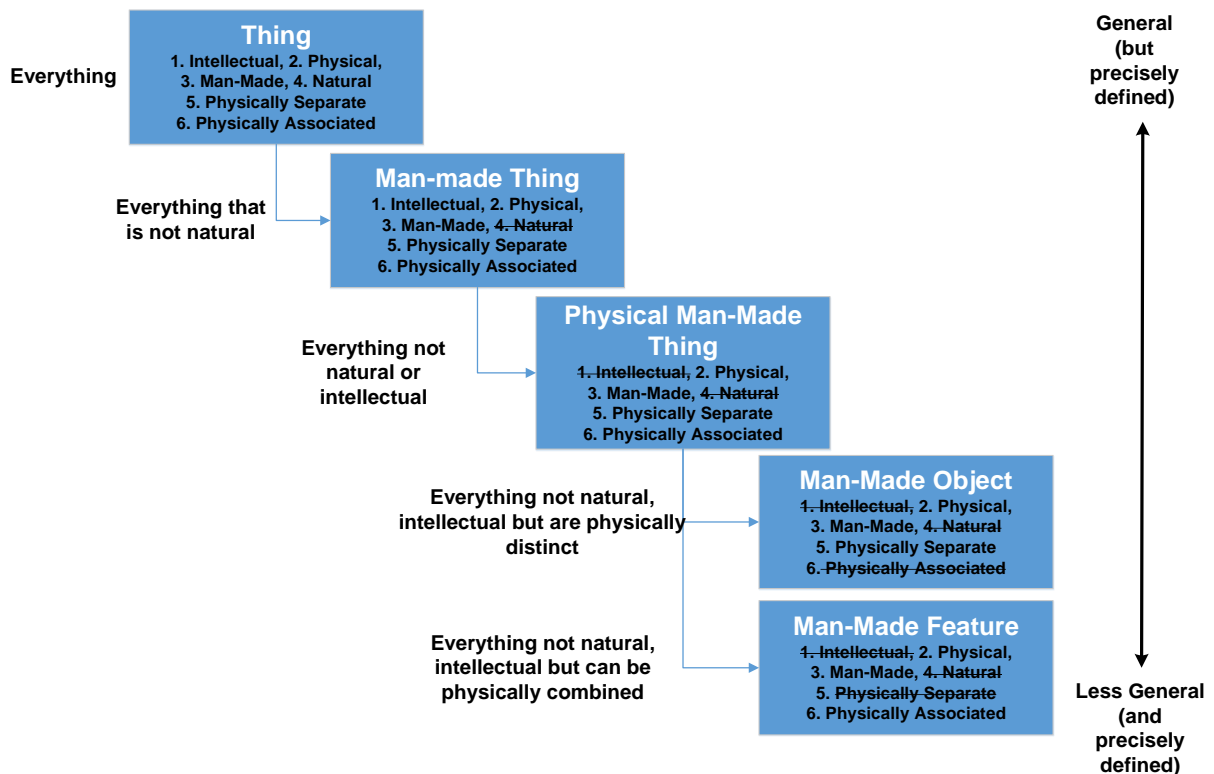 Thing
1. Intellectual, 2. Physical,
3. Man-Made, 4. Natural
5. Physically Separate
6. Physically Associated
Everything
General
(but
precisely
defined)
Man-made Thing
1. Intellectual, 2. Physical,
3. Man-Made, 4. Natural
5. Physically Separate
6. Physically Associated
Everything that
is not natural
Physical Man-Made
Thing
1. Intellectual, 2. Physical,
3. Man-Made, 4. Natural
5. Physically Separate
6. Physically Associated
Everything not
natural or
intellectual
Man-Made Object
1. Intellectual, 2. Physical,
3. Man-Made, 4. Natural
5. Physically Separate
6. Physically Associated
Everything not natural,
intellectual but are physically
distinct
Man-Made Feature
1. Intellectual, 2. Physical,
3. Man-Made, 4. Natural
5. Physically Separate
6. Physically Associated
Everything not natural,
intellectual but can be
physically combined
Less General
(and
precisely
defined)